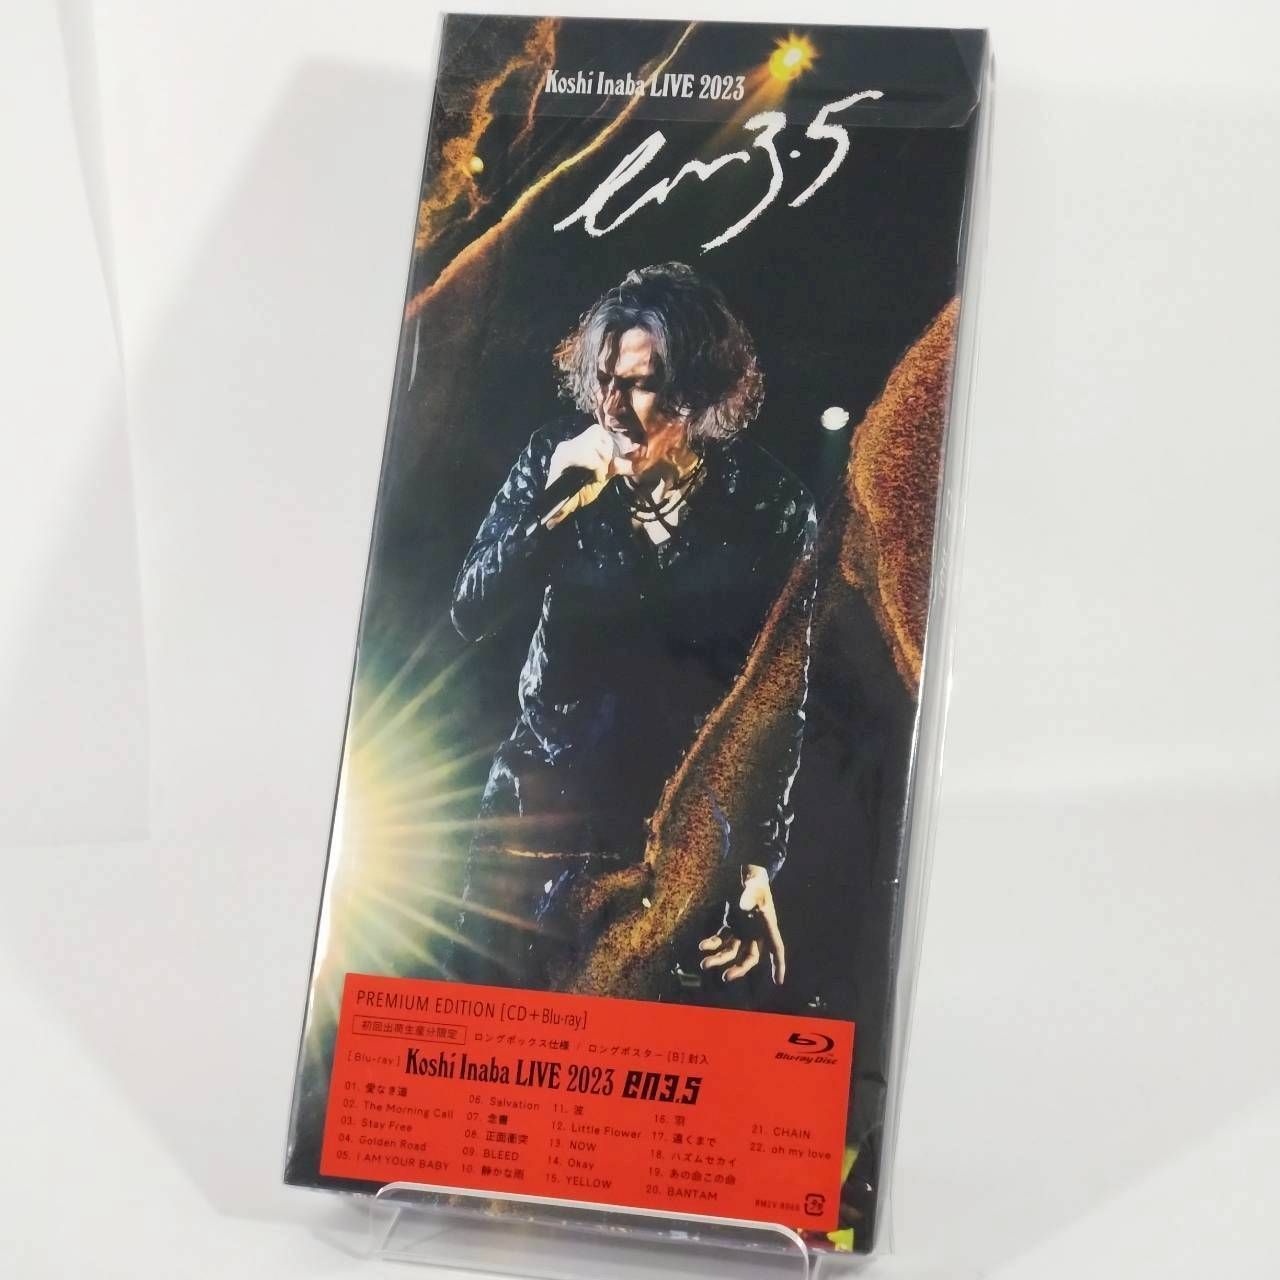 Koshi Inaba LIVE 2023
en3.5
PREMIUM EDITION [CD+Blu-ray]
初回出荷生産分限定 ロングボックス仕様 / ロングポスター [B] 封入
Blu-ray Disc
[Blu-ray] Koshi Inaba LIVE 2023 en3.5
01. 愛なき道
02. The Morning Call
03. Stay Free
04. Golden Road
05. I AM YOUR BABY
06. Salvation
07. 念書
08. 正面衝突
09. BLEED
10. 静かな雨
11. 波
12. Little Flower
13. NOW
14. Okay
15. YELLOW
16. 羽
17. 遠くまで
18. ハズムセカイ
19. あの命この命
20. BANTAM
21. CHAIN
22. oh my love